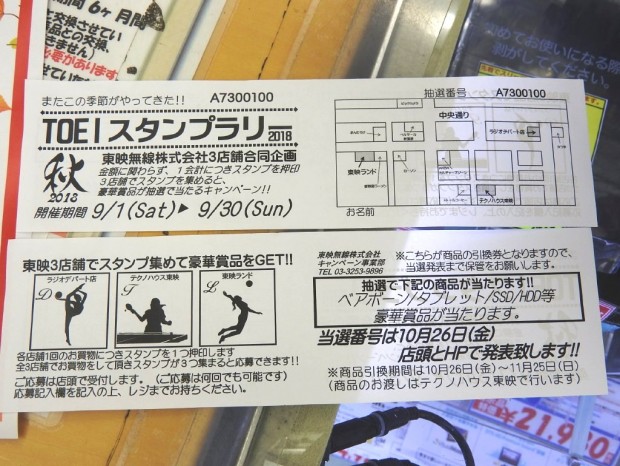 期間 6ヶ月間
またこの季節がやってきた!!
A7300100
TOEIスタンプラリー2018
秋
2018
東映無線株式会社3店舗合同企画
金額に関わらず、1会計につきスタンプを押印
3店舗でスタンプを集めると、
豪華賞品が抽選で当たるキャンペーン!!
開催期間 9/1(Sat)▶9/30(Sun)
抽選番号 A7300100
中央通り
ラジオデパート店
東映ランド
テクノハウス東映
お名前
東映3店舗でスタンプ集めて豪華賞品をGET!!
ラジオデパート店
テクノハウス東映
東映ランド
D
T
L
各店舗1回のお買物につきスタンプを1つ押印します
全3店舗でお買物をして頂きスタンプが3つ集まると応募できます!!
ご応募は店頭で受付します。(ご応募は何回でも可能です)
応募記入欄を記入の上、レジまでお持ちください。
東映無線株式会社
キャンペーン事業部
TEL 03-3253-9896
※こちらが商品の引換券となりますので、
当選発表まで保管をお願いします。
抽選で下記の商品が当たります!!
ベアボーン/タブレット/SSD/HDD等
豪華賞品が当たります。
当選番号は10月26日(金)
店頭とHPで発表致します!!
※商品引換期間は10月26日(金)～11月25日(日)
(商品のお渡しはテクノハウス東映で行います)